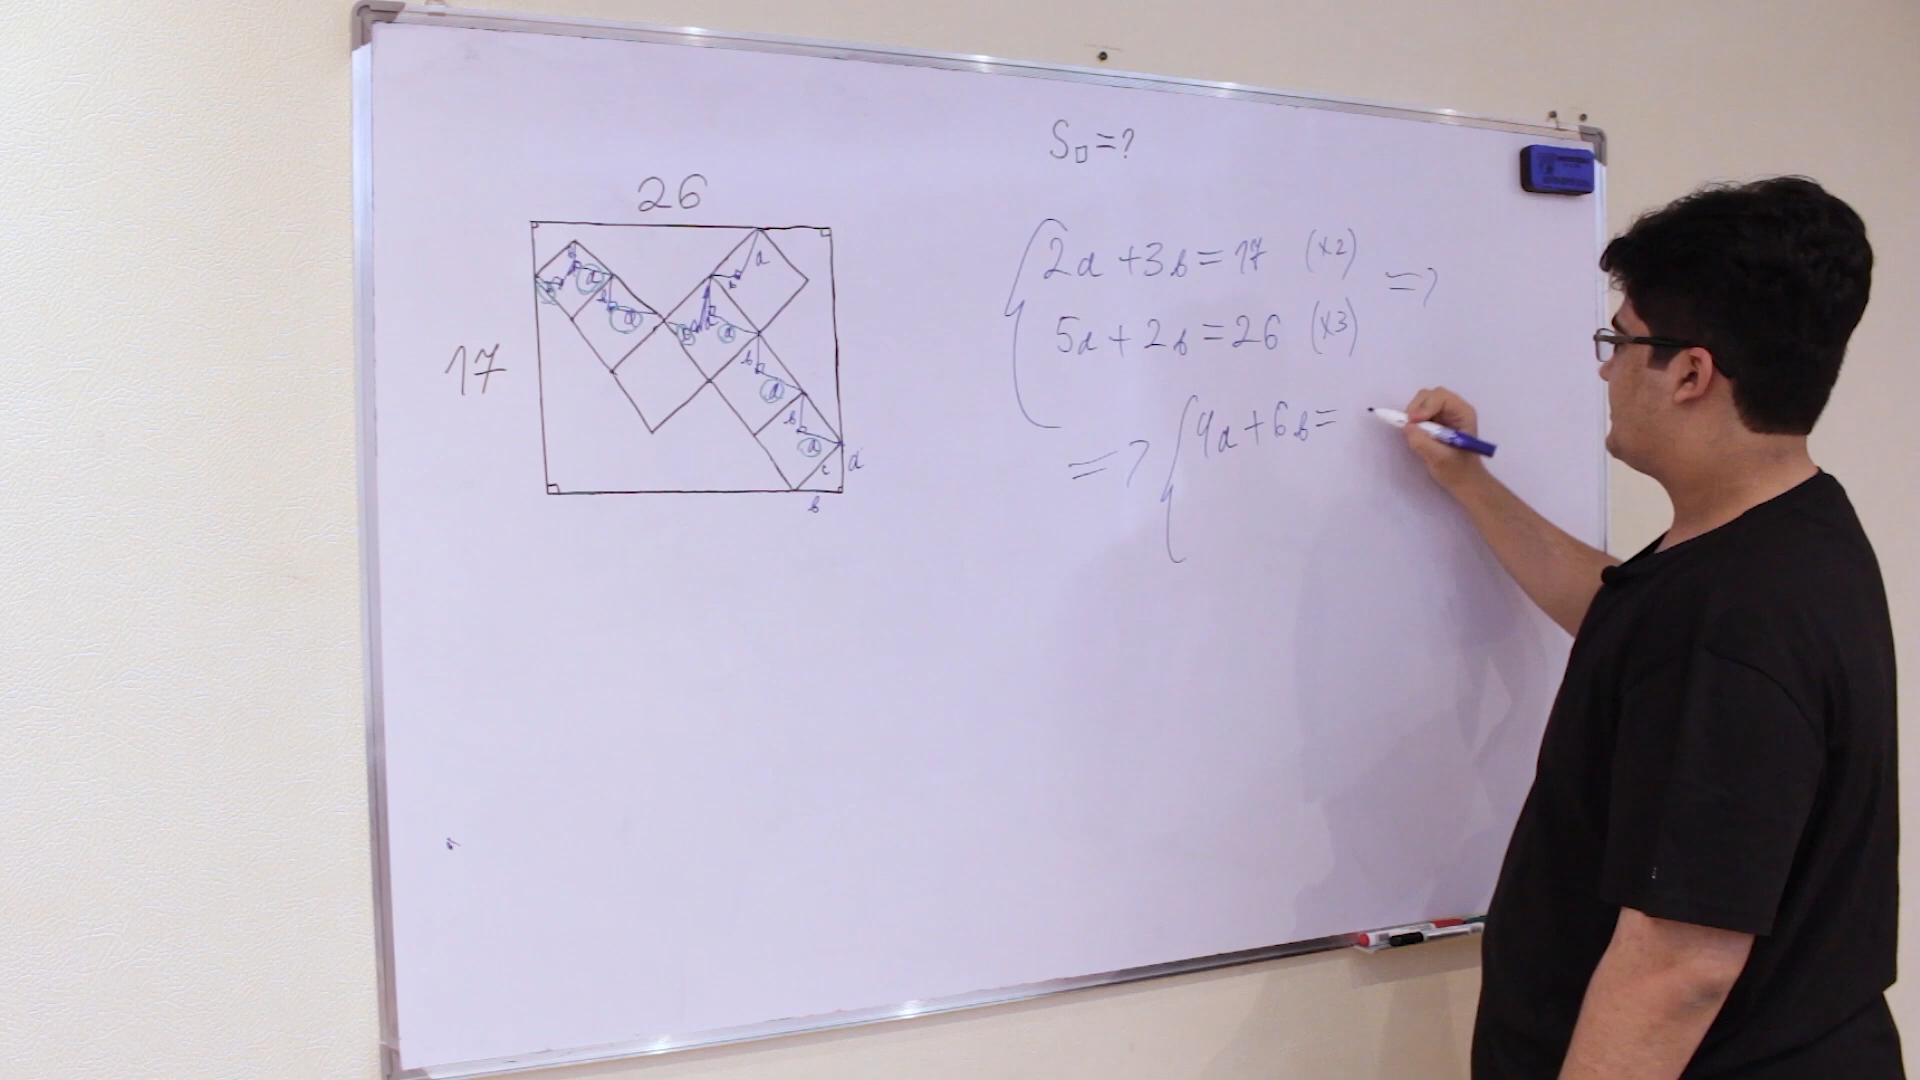 S□=?
26
17
2a+3b=17 (x2)
=>
5a+2b=26 (x3)
=> 4a+6b=
a
b
a
b
a
b
a
b
a
b
a
c
a
b